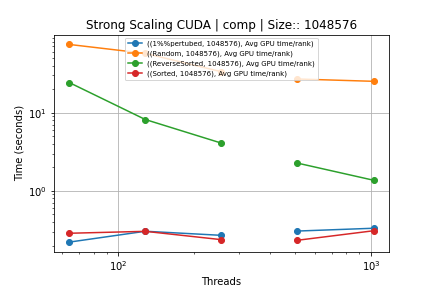 Strong Scaling CUDA | comp | Size:: 1048576
((1%%pertubed, 1048576), Avg GPU time/rank)
((Random, 1048576), Avg GPU time/rank)
((ReverseSorted, 1048576), Avg GPU time/rank)
((Sorted, 1048576), Avg GPU time/rank)
Time (seconds)
10¹
10⁰
10²
10³
Threads